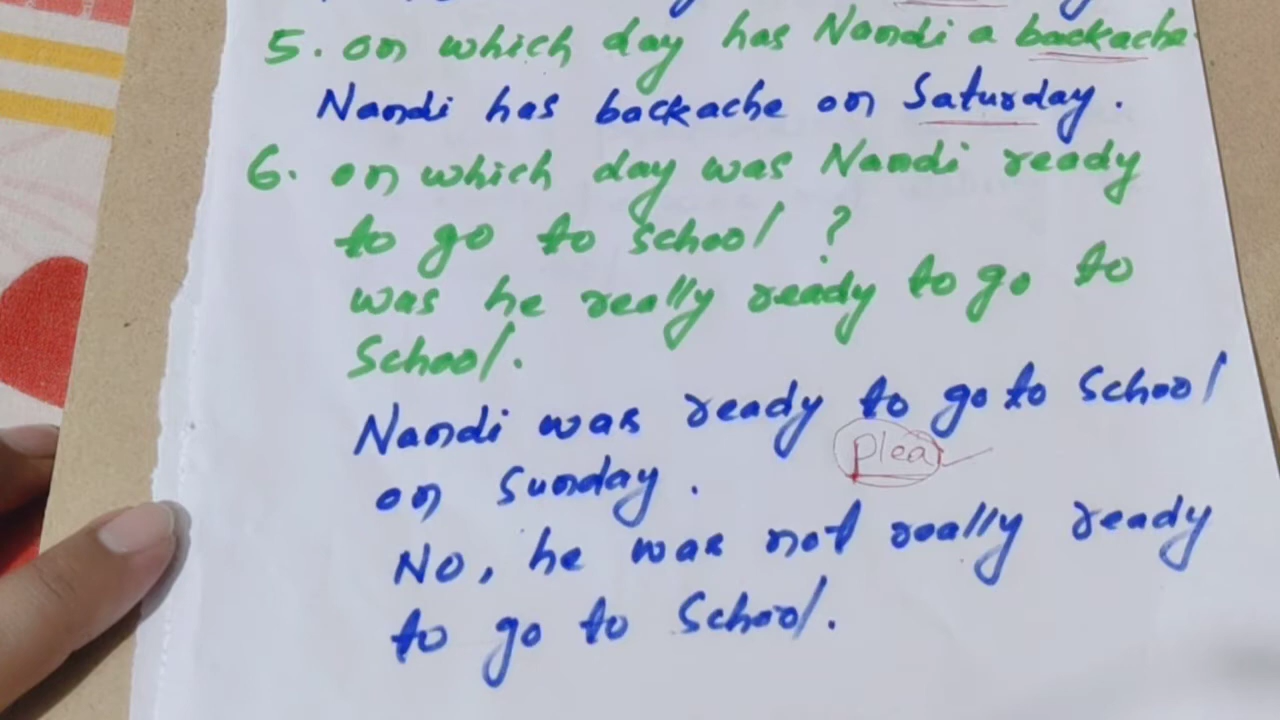 5. on which day has Nandi a backache.
Nandi has backache on Saturday.
6. on which day was Nandi ready
to go to school ?
was he really ready to go to
School.
Nandi was ready to go to School
Plea
on Sunday.
No, he was not really ready
to go to School.